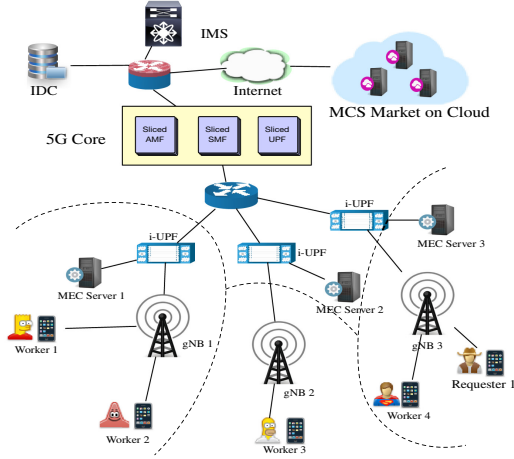 IMS
IDC
Internet
MCS Market on Cloud
5G Core
Sliced
AMF
Sliced
SMF
Sliced
UPF
i-UPF
MEC Server 3
i-UPF
i-UPF
MEC Server 1
MEC Server 2
gNB 1
gNB 3
Worker 1
gNB 2
Requester 1
Worker 4
Worker 2
Worker 3